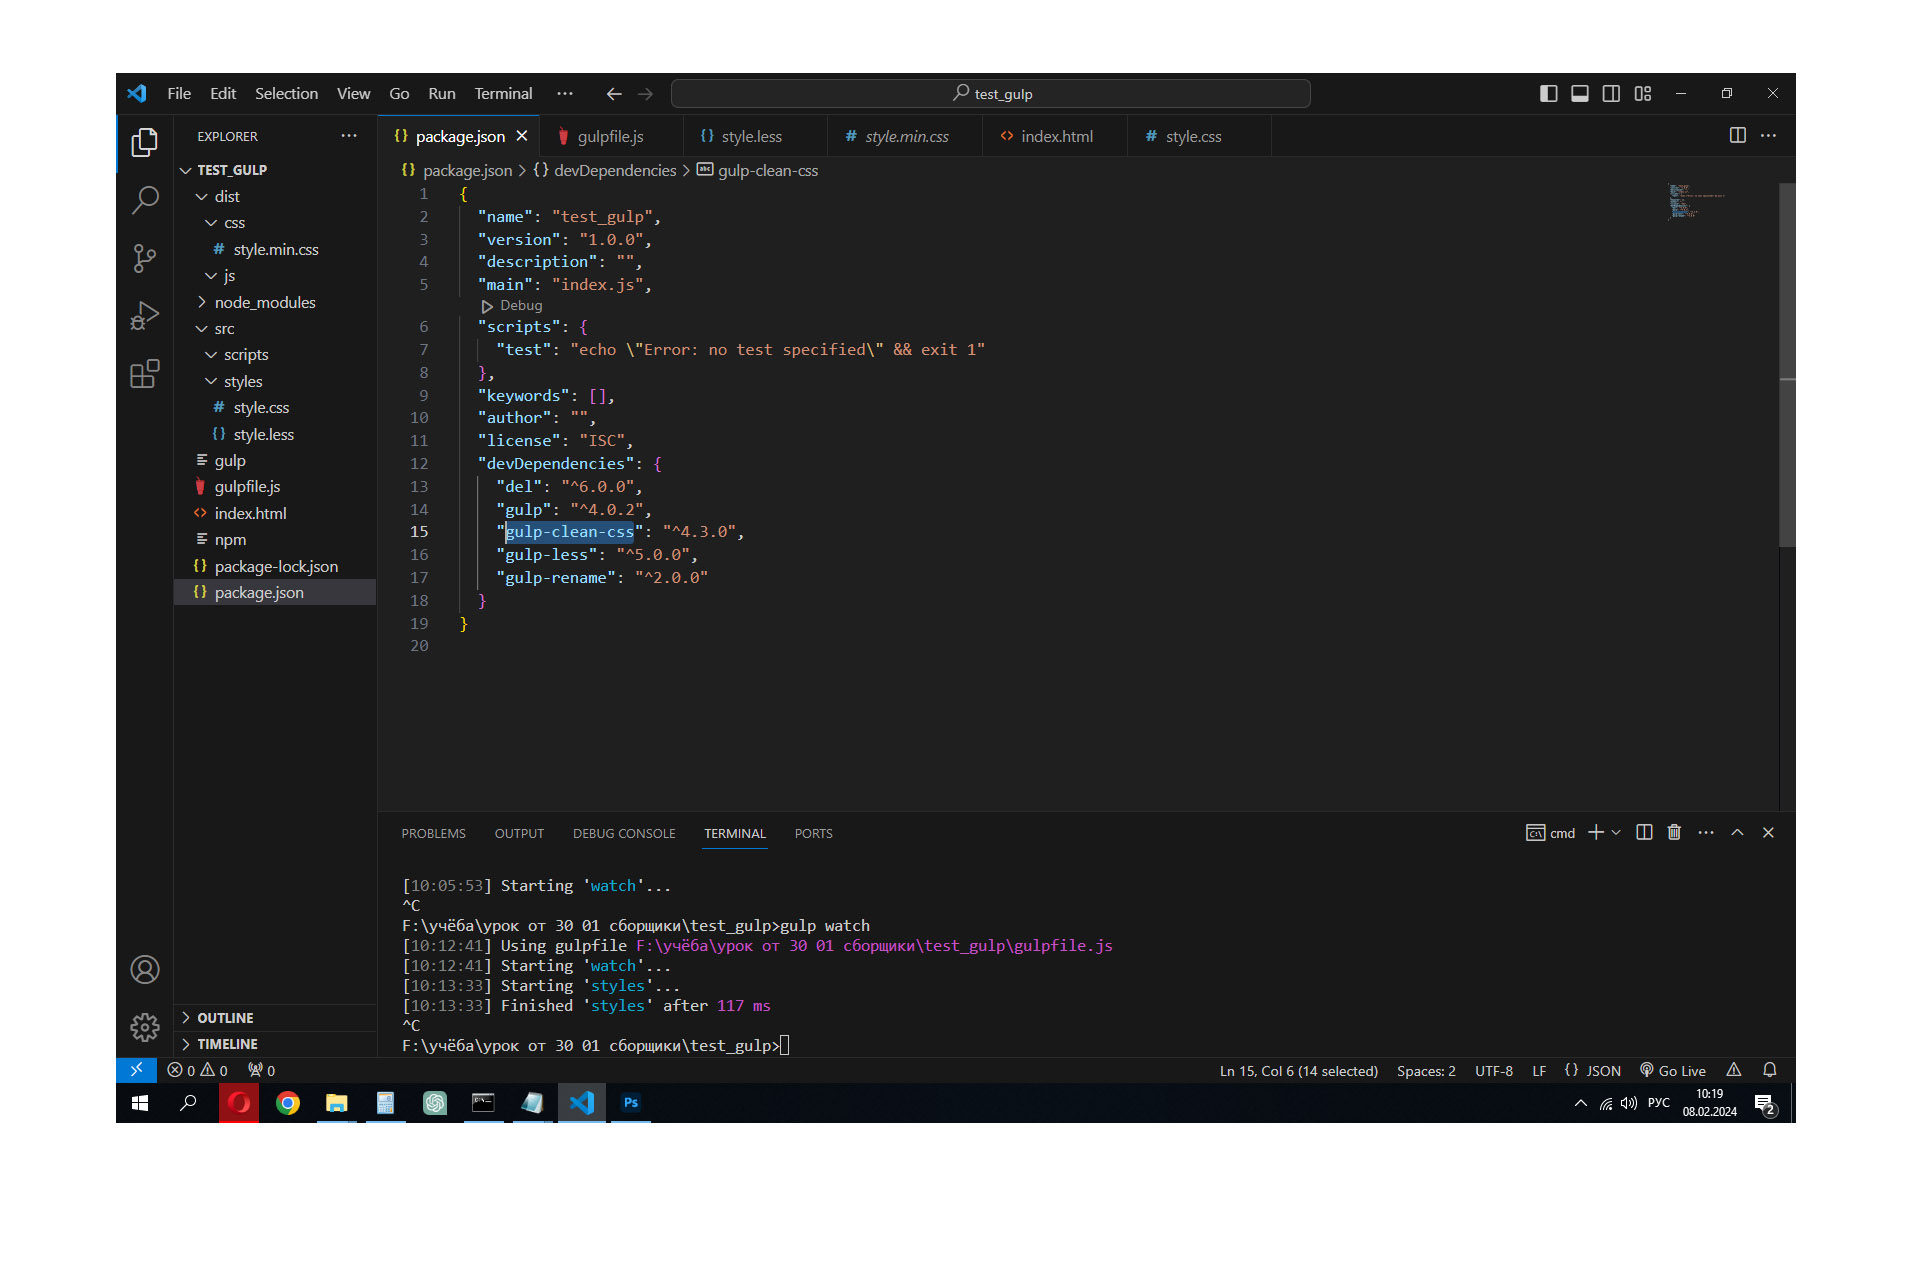 File Edit Selection View Go Run Terminal ··· test_gulp
EXPLORER ···
TEST_GULP
dist
css
# style.min.css
js
node_modules
src
scripts
styles
# style.css
{} style.less
gulp
gulpfile.js
<> index.html
npm
{} package-lock.json
{} package.json
OUTLINE
TIMELINE
{} package.json gulpfile.js {} style.less # style.min.css <> index.html # style.css
{} package.json > {} devDependencies > abc gulp-clean-css
1 {
2 "name": "test_gulp",
3 "version": "1.0.0",
4 "description": "",
5 "main": "index.js",
Debug
6 "scripts": {
7 "test": "echo \"Error: no test specified\" && exit 1"
8 },
9 "keywords": [],
10 "author": "",
11 "license": "ISC",
12 "devDependencies": {
13 "del": "^6.0.0",
14 "gulp": "^4.0.2",
15 "gulp-clean-css": "^4.3.0",
16 "gulp-less": "^5.0.0",
17 "gulp-rename": "^2.0.0"
18 }
19 }
20
PROBLEMS OUTPUT DEBUG CONSOLE TERMINAL PORTS cmd
[10:05:53] Starting 'watch'...
^C
F:\учёба\урок от 30 01 сборщики\test_gulp>gulp watch
[10:12:41] Using gulpfile F:\учёба\урок от 30 01 сборщики\test_gulp\gulpfile.js
[10:12:41] Starting 'watch'...
[10:13:33] Starting 'styles'...
[10:13:33] Finished 'styles' after 117 ms
^C
F:\учёба\урок от 30 01 сборщики\test_gulp>
0 0 0 Ln 15, Col 6 (14 selected) Spaces: 2 UTF-8 LF {} JSON Go Live
Ps РУС 10:19
08.02.2024 2